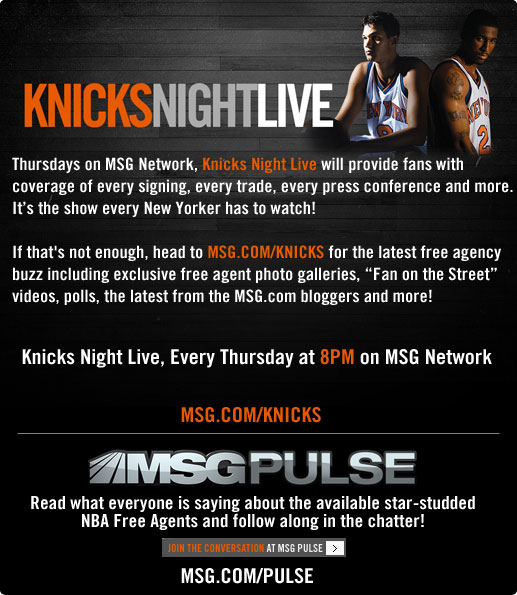 KNICKSNIGHTLIVE
NEW YORK
NEW YORK
2
Thursdays on MSG Network, Knicks Night Live will provide fans with
coverage of every signing, every trade, every press conference and more.
It's the show every New Yorker has to watch!
If that's not enough, head to MSG.COM/KNICKS for the latest free agency
buzz including exclusive free agent photo galleries, “Fan on the Street”
videos, polls, the latest from the MSG.com bloggers and more!
Knicks Night Live, Every Thursday at 8PM on MSG Network
MSG.COM/KNICKS
MSGPULSE
Read what everyone is saying about the available star-studded
NBA Free Agents and follow along in the chatter!
JOIN THE CONVERSATION AT MSG PULSE >
MSG.COM/PULSE